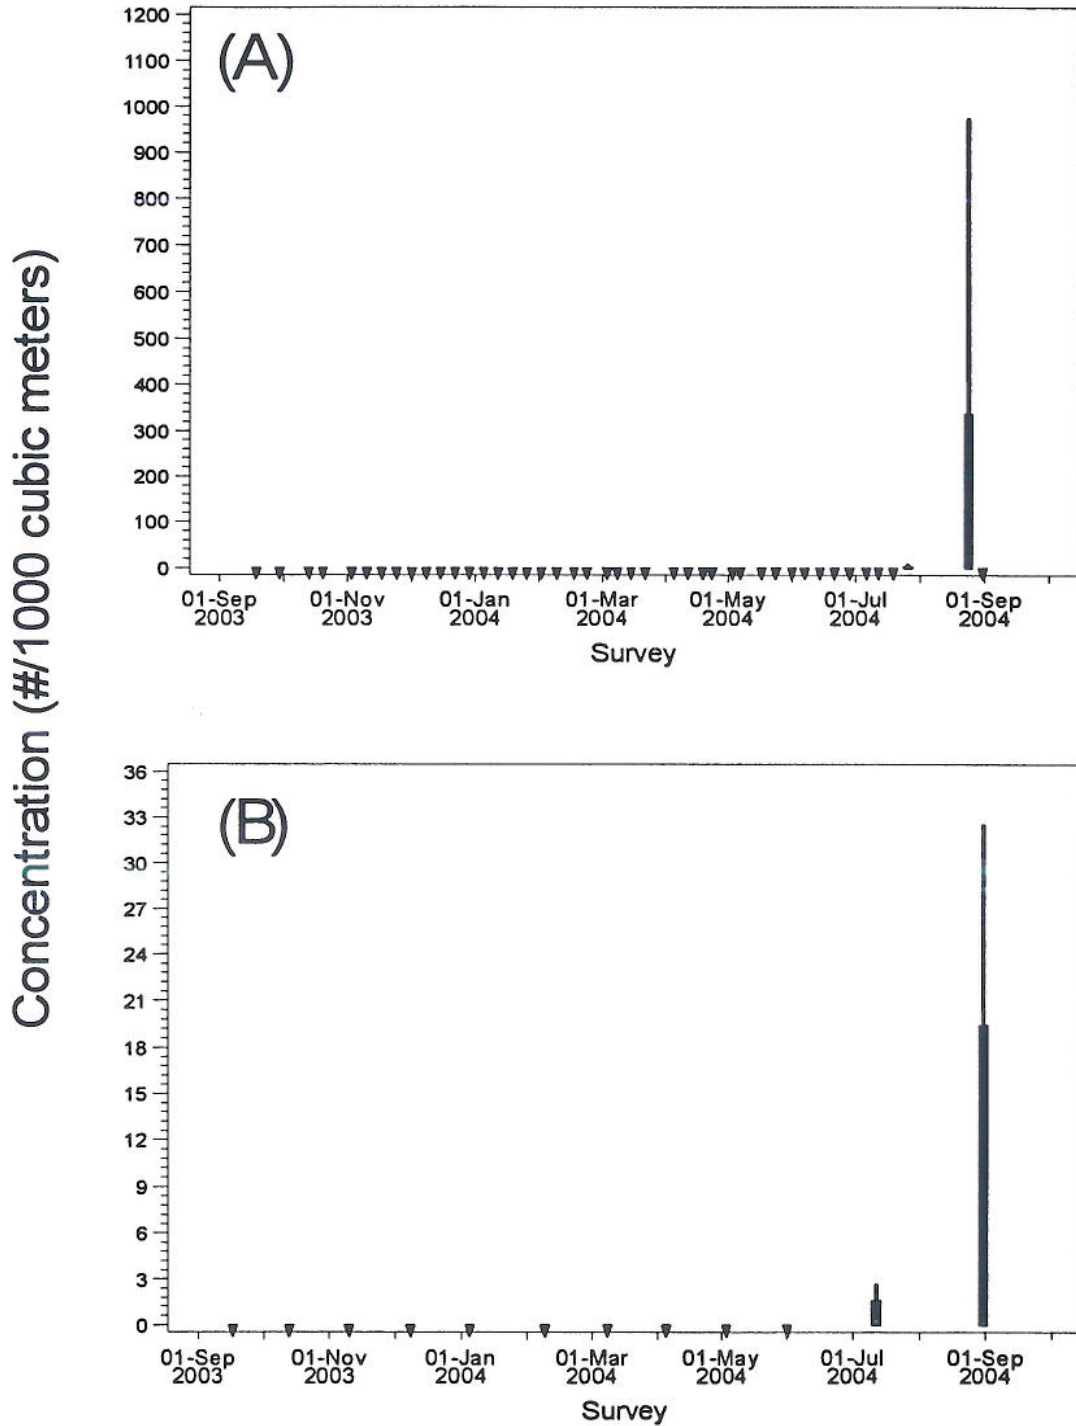 Concentration (#/1000 cubic meters)
(A)
1200
1100
1000
900
800
700
600
500
400
300
200
100
0
01-Sep 01-Nov 01-Jan 01-Mar 01-May 01-Jul 01-Sep
2003 2003 2004 2004 2004 2004 2004
Survey
(B)
36
33
30
27
24
21
18
15
12
9
6
3
0
01-Sep 01-Nov 01-Jan 01-Mar 01-May 01-Jul 01-Sep
2003 2003 2004 2004 2004 2004 2004
Survey